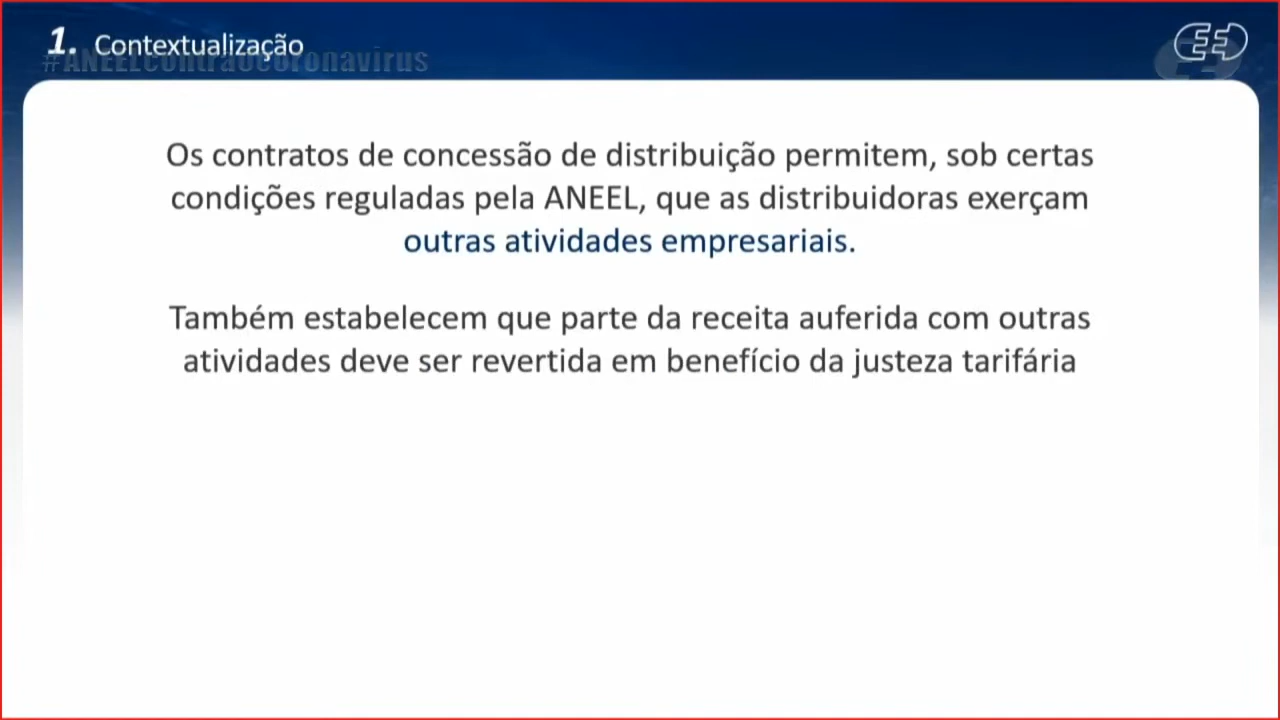 1. Contextualização
#ANEELcontraocoronavirus
Os contratos de concessão de distribuição permitem, sob certas
condições reguladas pela ANEEL, que as distribuidoras exerçam
outras atividades empresariais.
Também estabelecem que parte da receita auferida com outras
atividades deve ser revertida em benefício da justeza tarifária